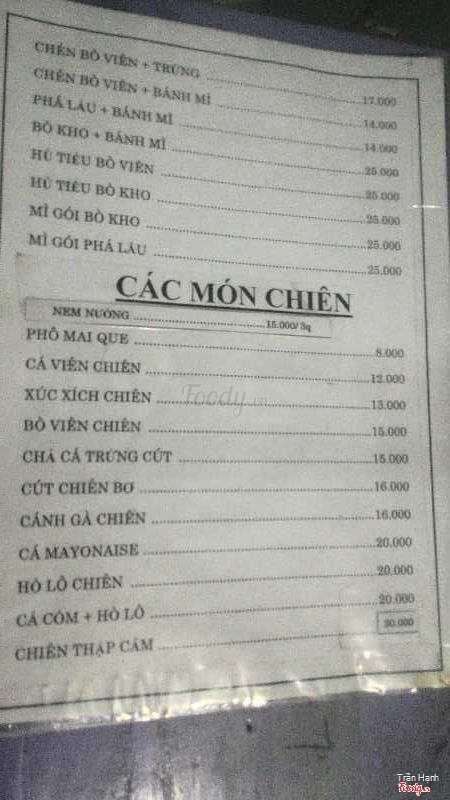 CHÉN BÒ VIÊN + TRỨNG ........ 17.000
CHÉN BÒ VIÊN + BÁNH MÌ ........ 14.000
PHÁ LẤU + BÁNH MÌ ........ 14.000
BÒ KHO + BÁNH MÌ ........ 25.000
HỦ TIẾU BÒ VIÊN ........ 25.000
HỦ TIẾU BÒ KHO ........ 25.000
MÌ GÓI BÒ KHO ........ 25.000
MÌ GÓI PHÁ LẤU ........ 25.000
CÁC MÓN CHIÊN
NEM NƯỚNG ........ 15.000/3q
PHÔ MAI QUE ........ 8.000
CÁ VIÊN CHIÊN ........ 12.000
XÚC XÍCH CHIÊN ........ 13.000
BÒ VIÊN CHIÊN ........ 15.000
CHẢ CÁ TRỨNG CÚT ........ 15.000
CÚT CHIÊN BƠ ........ 16.000
CÁNH GÀ CHIÊN ........ 16.000
CÁ MAYONAISE ........ 20.000
HỒ LÔ CHIÊN ........ 20.000
CÁ CỐM + HỒ LÔ ........ 20.000
CHIÊN THẬP CẨM ........ 30.000
Foody.vn
Trần Hạnh
Foody.vn